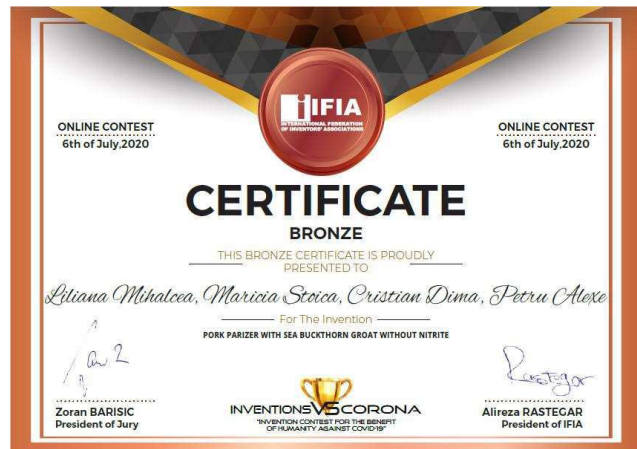 IFIA
INTERNATIONAL FEDERATION
OF INVENTORS' ASSOCIATIONS
ONLINE CONTEST
6th of July,2020
ONLINE CONTEST
6th of July,2020
CERTIFICATE
BRONZE
THIS BRONZE CERTIFICATE IS PROUDLY
PRESENTED TO
Liliana Mihalcea, Maricia Stoica, Cristian Dima, Petru Alexe
For The Invention
PORK PARIZER WITH SEA BUCKTHORN GROAT WITHOUT NITRITE
Rastegar
Zoran BARISIC
President of Jury
INVENTIONS VS CORONA
"INVENTION CONTEST FOR THE BENEFIT
OF HUMANITY AGAINST COVID-19"
Alireza RASTEGAR
President of IFIA